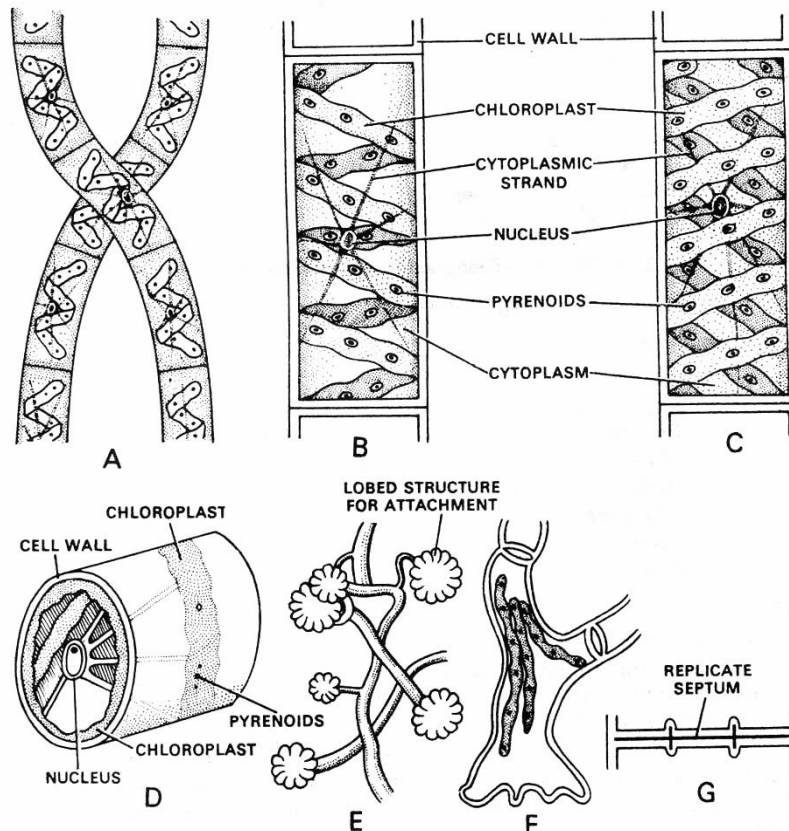 CELL WALL
CHLOROPLAST
CYTOPLASMIC
STRAND
NUCLEUS
PYRENOIDS
CYTOPLASM
A
B
C
LOBED STRUCTURE
FOR ATTACHMENT
CHLOROPLAST
CELL WALL
REPLICATE
SEPTUM
PYRENOIDS
CHLOROPLAST
NUCLEUS
D
E
F
G